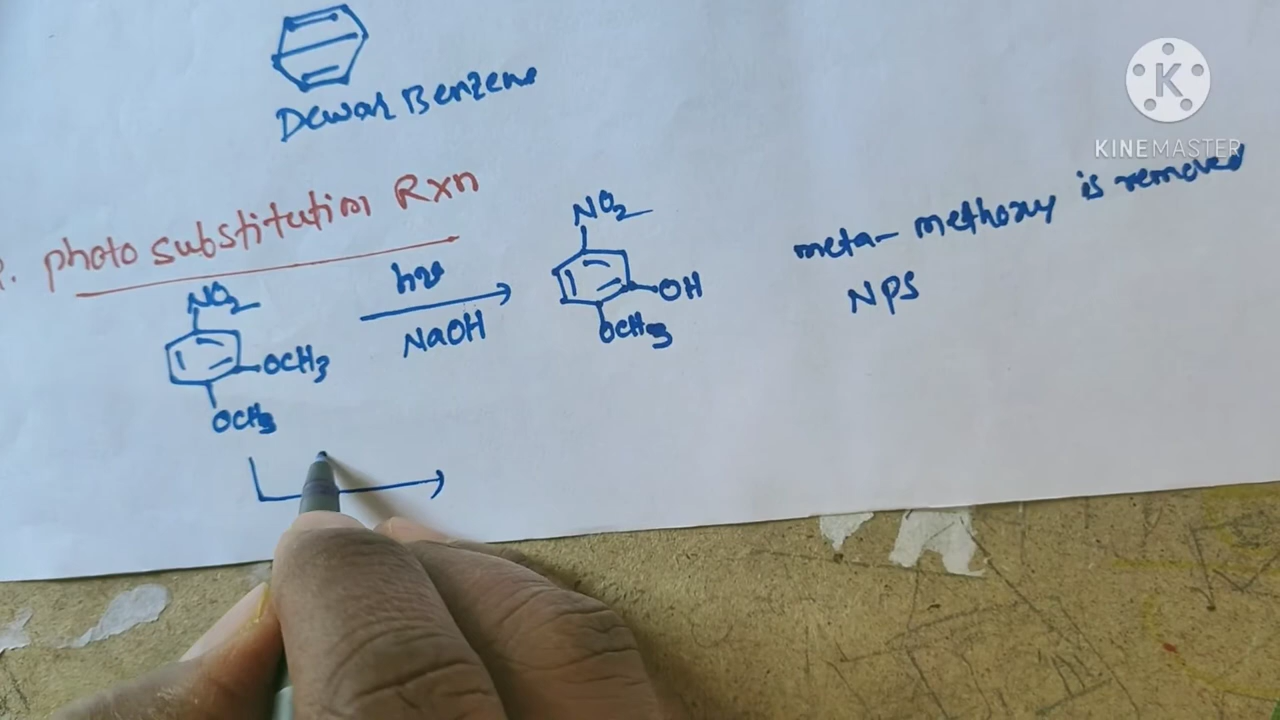 Dewar Benzene
K
KINEMASTER
photo substitution Rxn
NO2
OCH3
OCH3
hν
NaOH
NO2
OH
OCH3
meta- methoxy is removed
NPS